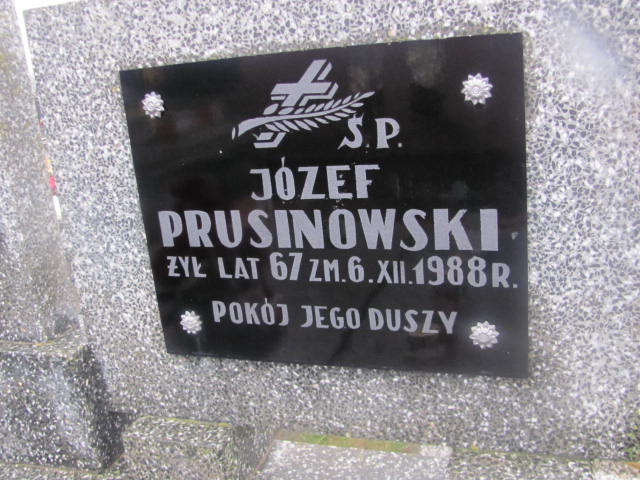 Ś.P.
JÓZEF
PRUSINOWSKI
ŻYŁ LAT 67 ZM. 6. XII. 1988 R.
POKÓJ JEGO DUSZY